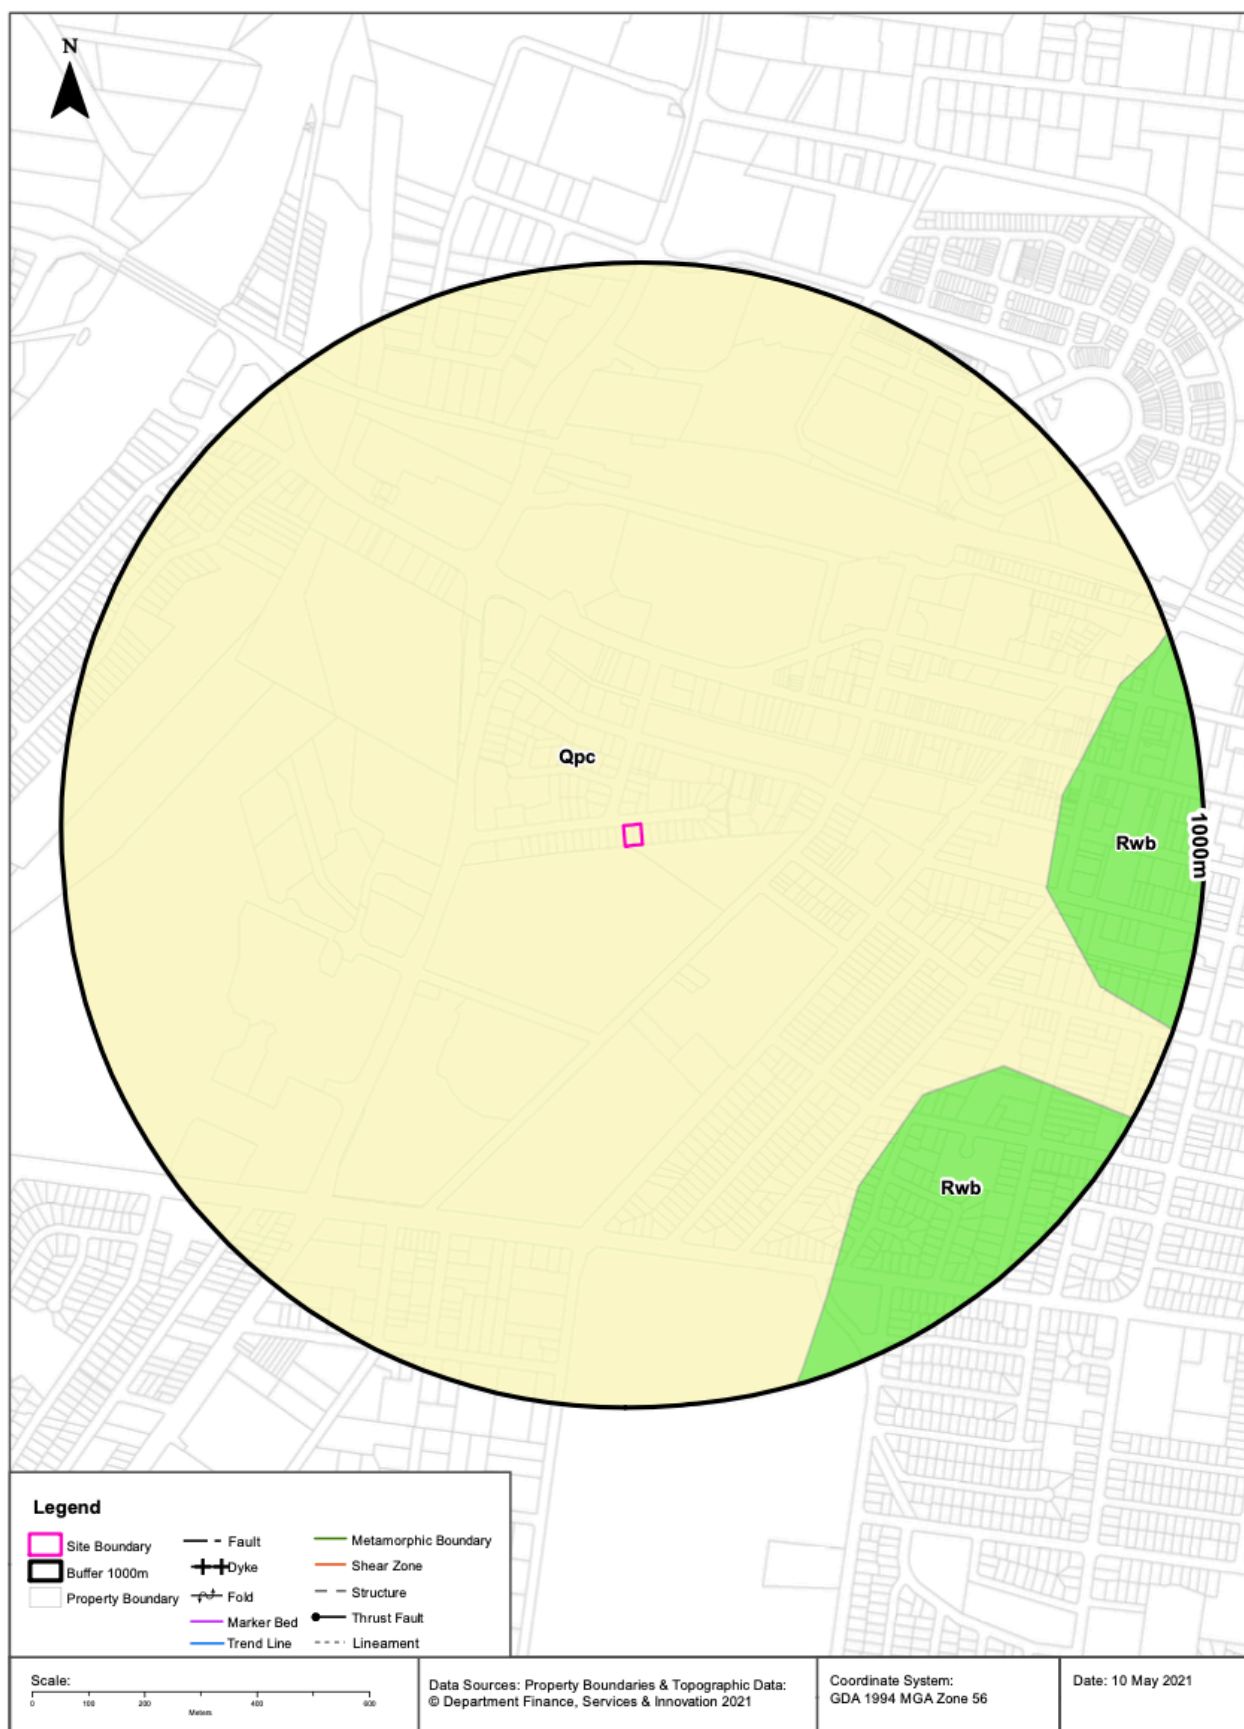 N
Qpc
Rwb
1000m
Rwb
Legend
Site Boundary
Buffer 1000m
Property Boundary
Fault
Dyke
Fold
Marker Bed
Trend Line
Metamorphic Boundary
Shear Zone
Structure
Thrust Fault
Lineament
Scale:
0 100 200 400 600
Meters
Data Sources: Property Boundaries & Topographic Data:
© Department Finance, Services & Innovation 2021
Coordinate System:
GDA 1994 MGA Zone 56
Date: 10 May 2021